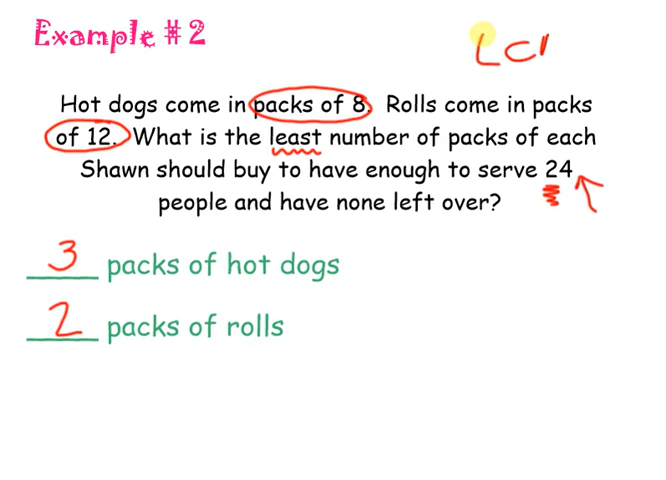 Example #2
LC
Hot dogs come in packs of 8. Rolls come in packs
of 12. What is the least number of packs of each
Shawn should buy to have enough to serve 24
people and have none left over?
3 packs of hot dogs
2 packs of rolls